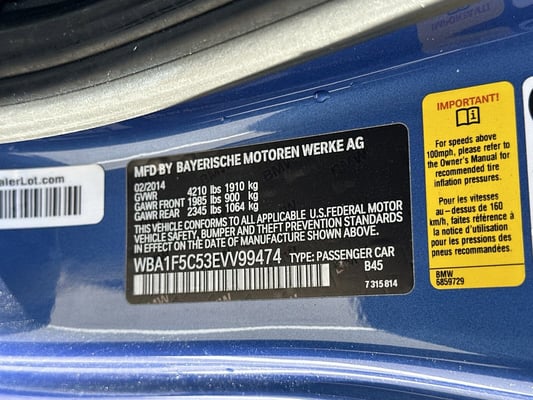 MFD BY BAYERISCHE MOTOREN WERKE AG
02/2014 4210 lbs 1910 kg
GVWR
GAWR FRONT 1985 lbs 900 kg
GAWR REAR 2345 lbs 1064 kg
THIS VEHICLE CONFORMS TO ALL APPLICABLE U.S. FEDERAL MOTOR
VEHICLE SAFETY, BUMPER, AND THEFT PREVENTION STANDARDS
IN EFFECT ON THE DATE OF MANUFACTURE SHOWN ABOVE.
WBA1F5C53EVV99474 TYPE: PASSENGER CAR
B45
7315814
alerLot.com
IMPORTANT!
For speeds above
100mph, please refer to
the Owner's Manual for
recommended tire
inflation pressures.
Pour les vitesses
au-dessus de 160
km/h, faites référence à
la notice d'utilisation
pour les pressions des
pneus recommandées.
BMW
6859729